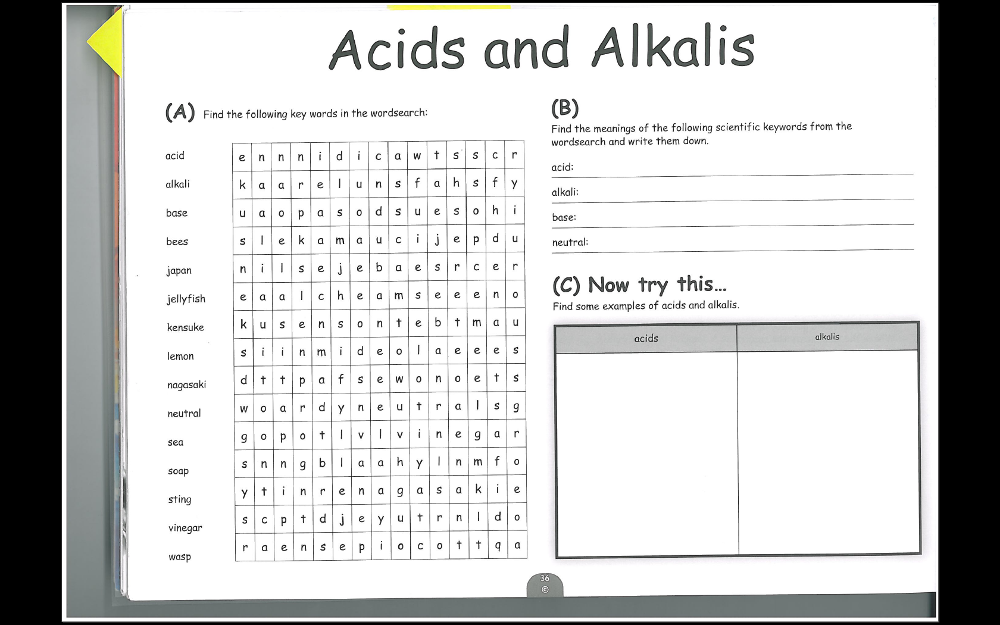 Acids and Alkalis
(A) Find the following key words in the wordsearch:
acid
alkali
base
bees
japan
jellyfish
kensuke
lemon
nagasaki
neutral
sea
soap
sting
vinegar
wasp
e n n n i d i c a w t s s c r
k a a r e l u n s f a h s f y
u a o p a s o d s u e s o h i
s l e k a m a u c i j e p d u
n i l s e j e b a e s r c e r
e a a l c h e a m s e e e n o
k u s e n s o n t e b t m a u
s i i n m i d e o l a e e e s
d t t p a f s e w o n o e t s
w o a r d y n e u t r a l s g
g o p o t l v l v i n e g a r
s n n g b l a a h y l n m f o
y t i n r e n a g a s a k i e
s c p t d j e y u t r n l d o
r a e n s e p i o c o t t q a
(B)
Find the meanings of the following scientific keywords from the
wordsearch and write them down.
acid:
alkali:
base:
neutral:
(C) Now try this...
Find some examples of acids and alkalis.
acids alkalis
36
©